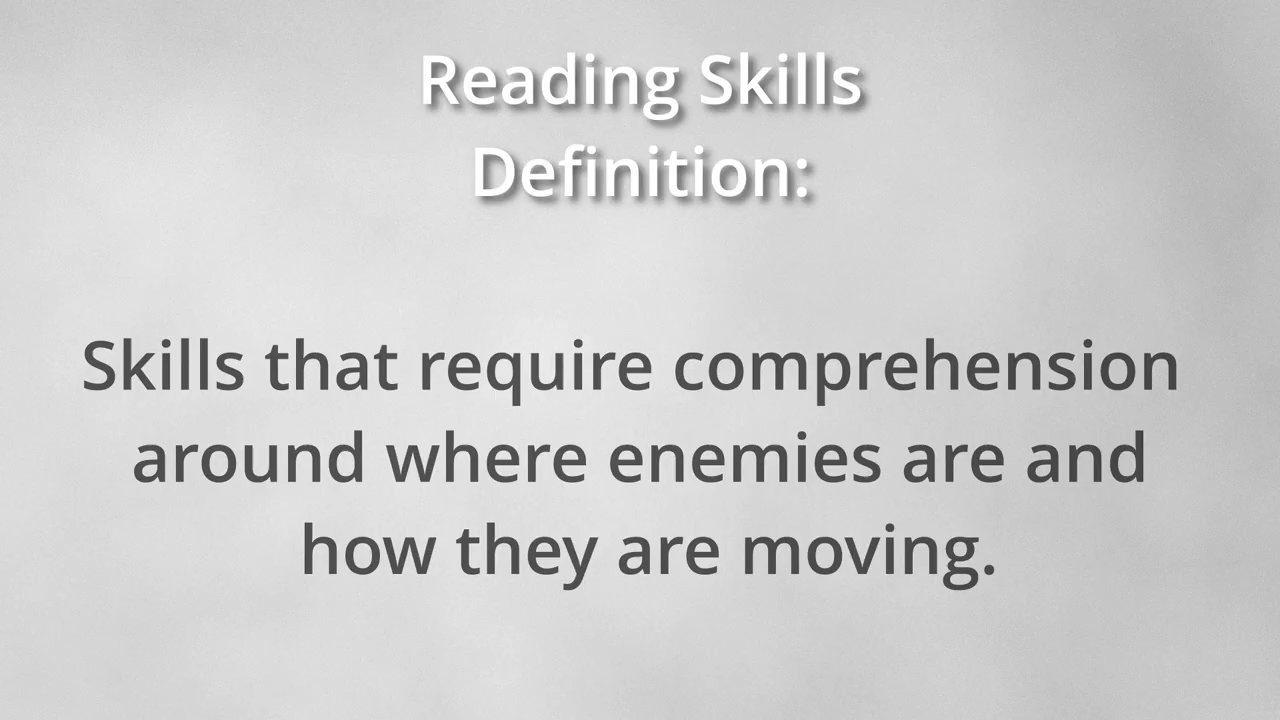 Reading Skills
Definition:
Skills that require comprehension
around where enemies are and
how they are moving.